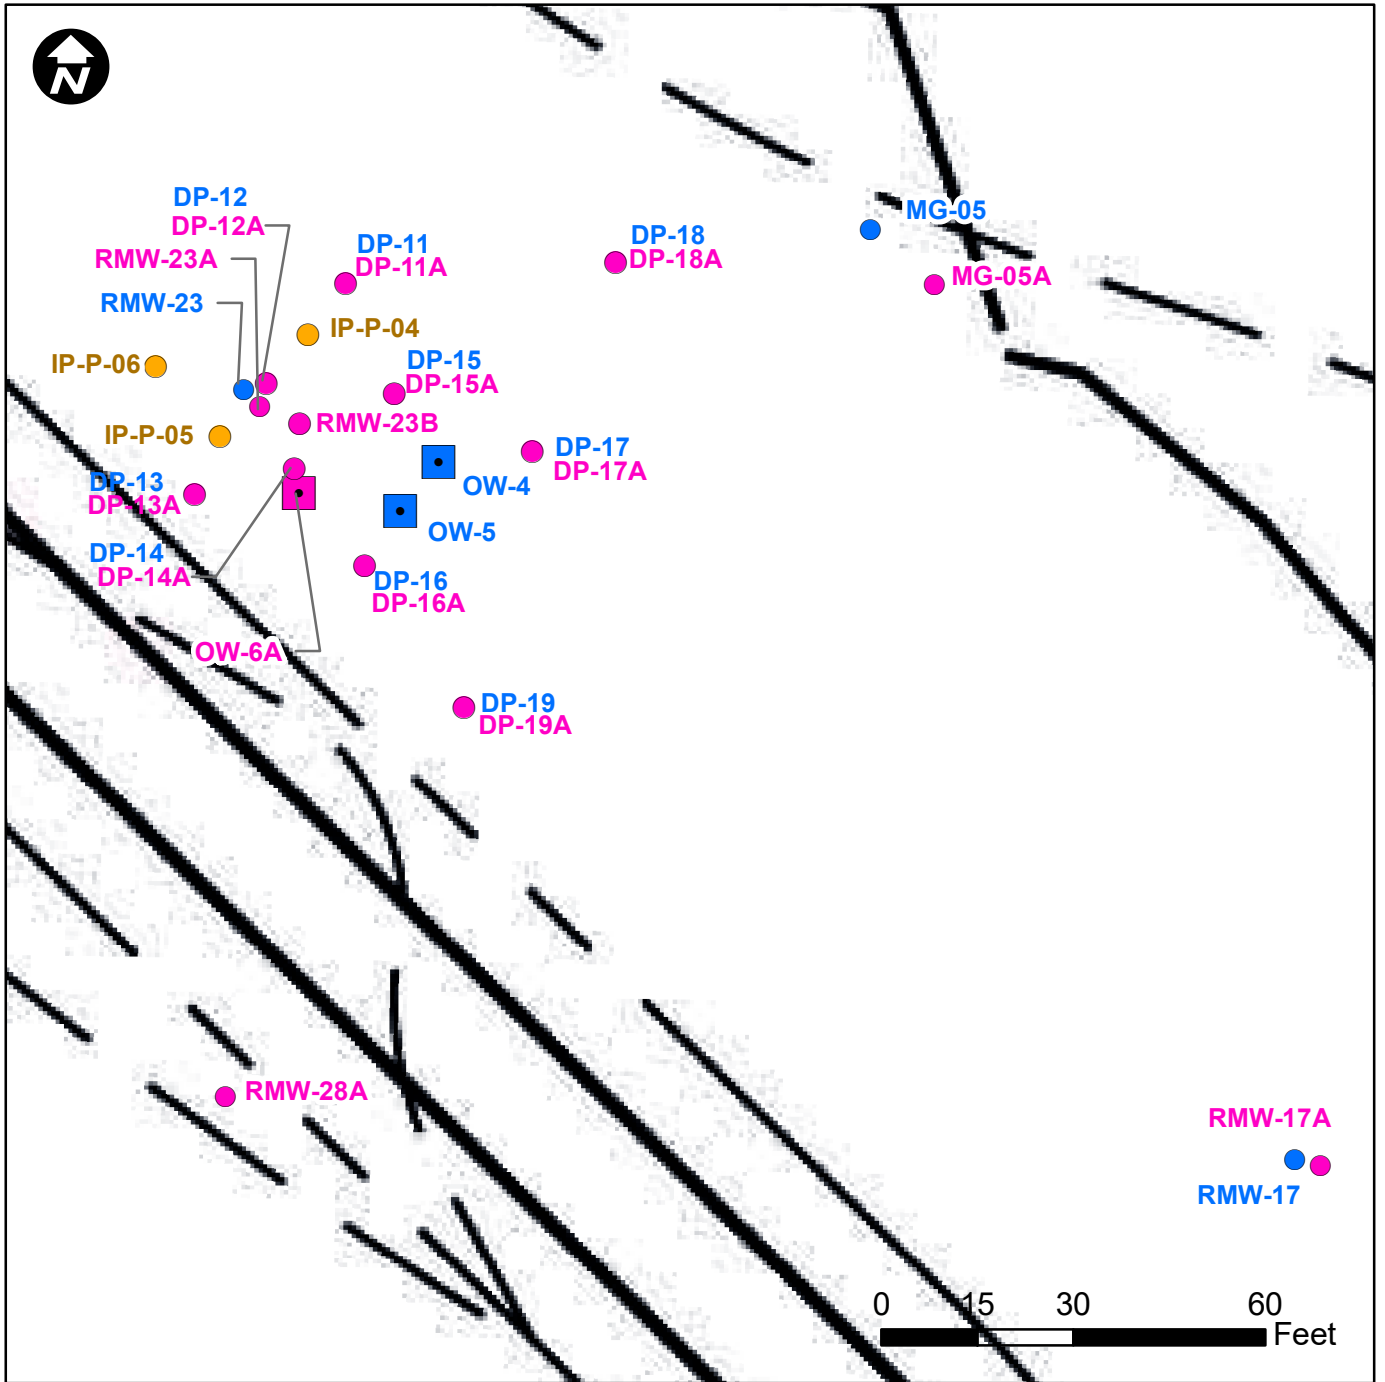 N
DP-12
DP-12A
RMW-23A
RMW-23
DP-11
DP-11A
DP-18
DP-18A
MG-05
MG-05A
IP-P-04
IP-P-06
DP-15
DP-15A
RMW-23B
IP-P-05
DP-17
DP-17A
OW-4
DP-13
DP-13A
OW-5
DP-14
DP-14A
DP-16
DP-16A
OW-6A
DP-19
DP-19A
RMW-28A
RMW-17A
RMW-17
0 15 30 60
Feet